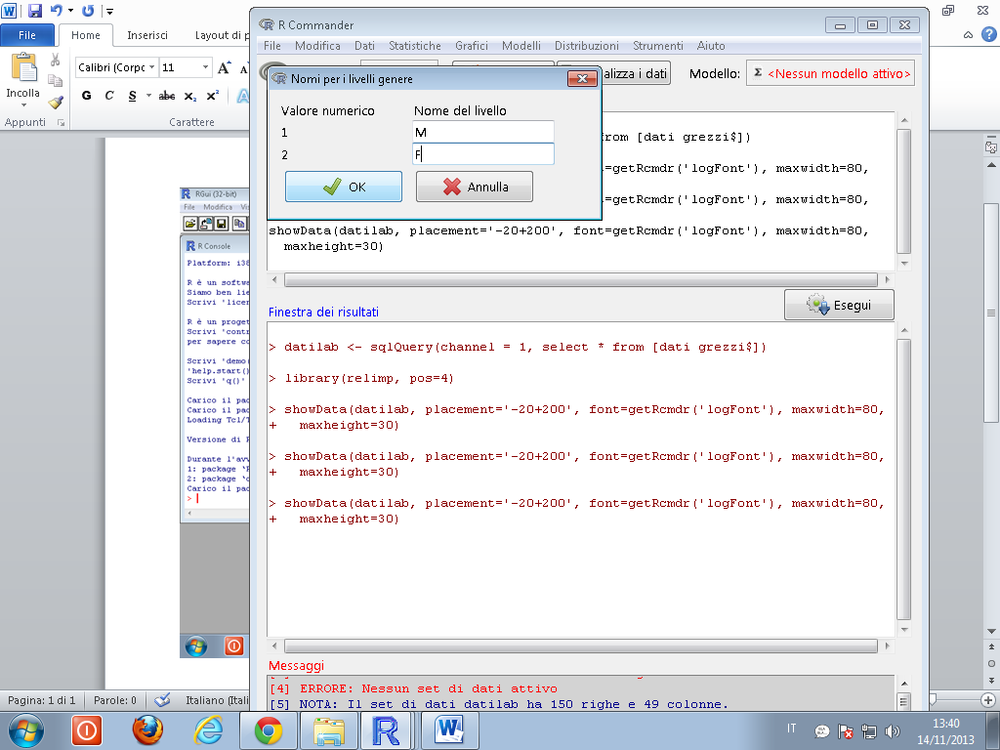 File
Home
Inserisci
Layout di p
Incolla
Appunti
Calibri (Corpo
11
G C S abc x₂ x²
Carattere
R Commander
File Modifica Dati Statistiche Grafici Modelli Distribuzioni Strumenti Aiuto
alizza i dati
Modello:
Σ <Nessun modello attivo>
Nomi per i livelli genere
Valore numerico
Nome del livello
1
M
2
F
OK
Annulla
rom [dati grezzi$])
=getRcmdr('logFont'), maxwidth=80,
=getRcmdr('logFont'), maxwidth=80,
showData(datilab, placement='-20+200', font=getRcmdr('logFont'), maxwidth=80,
maxheight=30)
Finestra dei risultati
Esegui
> datilab <- sqlQuery(channel = 1, select * from [dati grezzi$])
> library(relimp, pos=4)
> showData(datilab, placement='-20+200', font=getRcmdr('logFont'), maxwidth=80,
+ maxheight=30)
> showData(datilab, placement='-20+200', font=getRcmdr('logFont'), maxwidth=80,
+ maxheight=30)
> showData(datilab, placement='-20+200', font=getRcmdr('logFont'), maxwidth=80,
+ maxheight=30)
Messaggi
[4] ERRORE: Nessun set di dati attivo
[5] NOTA: Il set di dati datilab ha 150 righe e 49 colonne.
RGui (32-bit)
File Modifica Vi
R Console
Platform: i38
R è un softwa
Siamo ben lie
Scrivi 'licen
R è un proget
Scrivi 'contr
per sapere co
Scrivi 'demo(
'help.start()
Scrivi 'q()'
Carico il pac
Carico il pac
Loading Tcl/T
Versione di R
Durante l'avv
1: package 'R
2: package 'c
Carico il pac
>
Pagina: 1 di 1
Parole: 0
Italiano (Itali
IT
13:40
14/11/2013